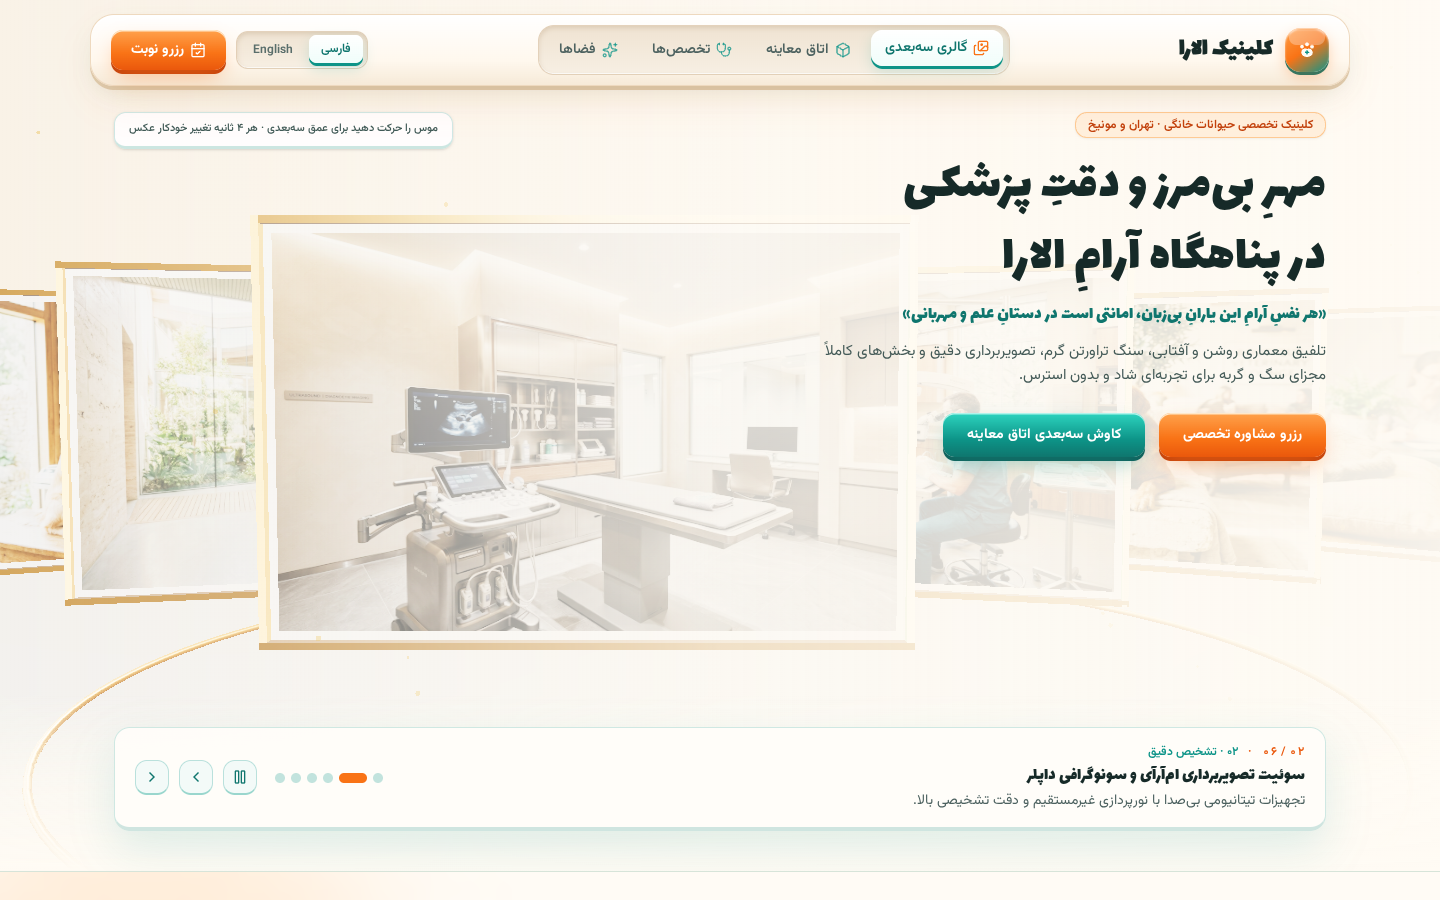 کلینیک الارا
گالری سه‌بعدی
اتاق معاینه
تخصص‌ها
فضاها
فارسی
English
رزرو نوبت
کلینیک تخصصی حیوانات خانگی · تهران و مونیخ
موس را حرکت دهید برای عمق سه‌بعدی · هر ۴ ثانیه تغییر خودکار عکس
مهرِ بی‌مرز و دقتِ پزشکی
در پناهگاه آرامِ الارا
«هر نفسِ آرامِ این یارانِ بی‌زبان، امانتی است در دستانِ علم و مهربانی»
تلفیق معماری روشن و آفتابی، سنگ تراورتن گرم، تصویربرداری دقیق و بخش‌های کاملاً
مجزای سگ و گربه برای تجربه‌ای شاد و بدون استرس.
رزرو مشاوره تخصصی
کاوش سه‌بعدی اتاق معاینه
۰۲ / ۰۶ · ۰۲ · تشخیص دقیق
سوئیت تصویربرداری ام‌آرآی و سونوگرافی داپلر
تجهیزات تیتانیومی بی‌صدا با نورپردازی غیرمستقیم و دقت تشخیصی بالا.